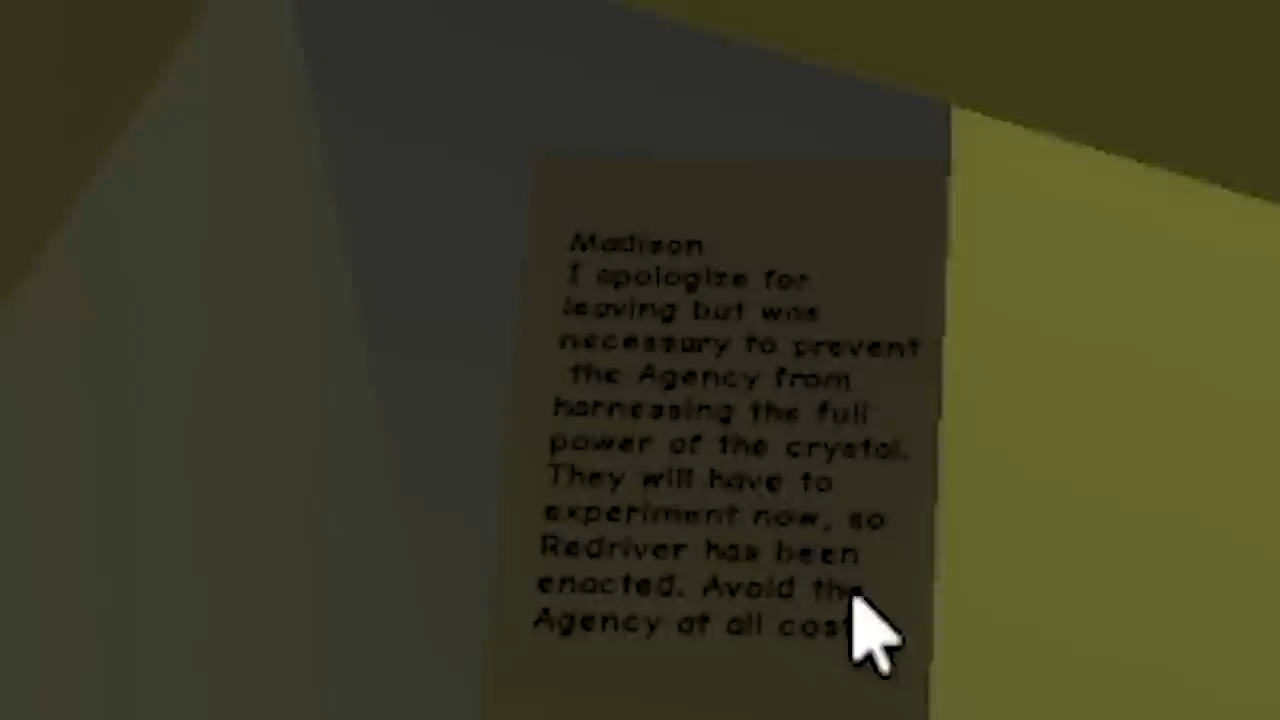 Madison
I apologize for
leaving but was
necessary to prevent
the Agency from
harnessing the full
power of the crystal.
They will have to
experiment now, so
Redriver has been
enacted. Avoid the
Agency at all cost